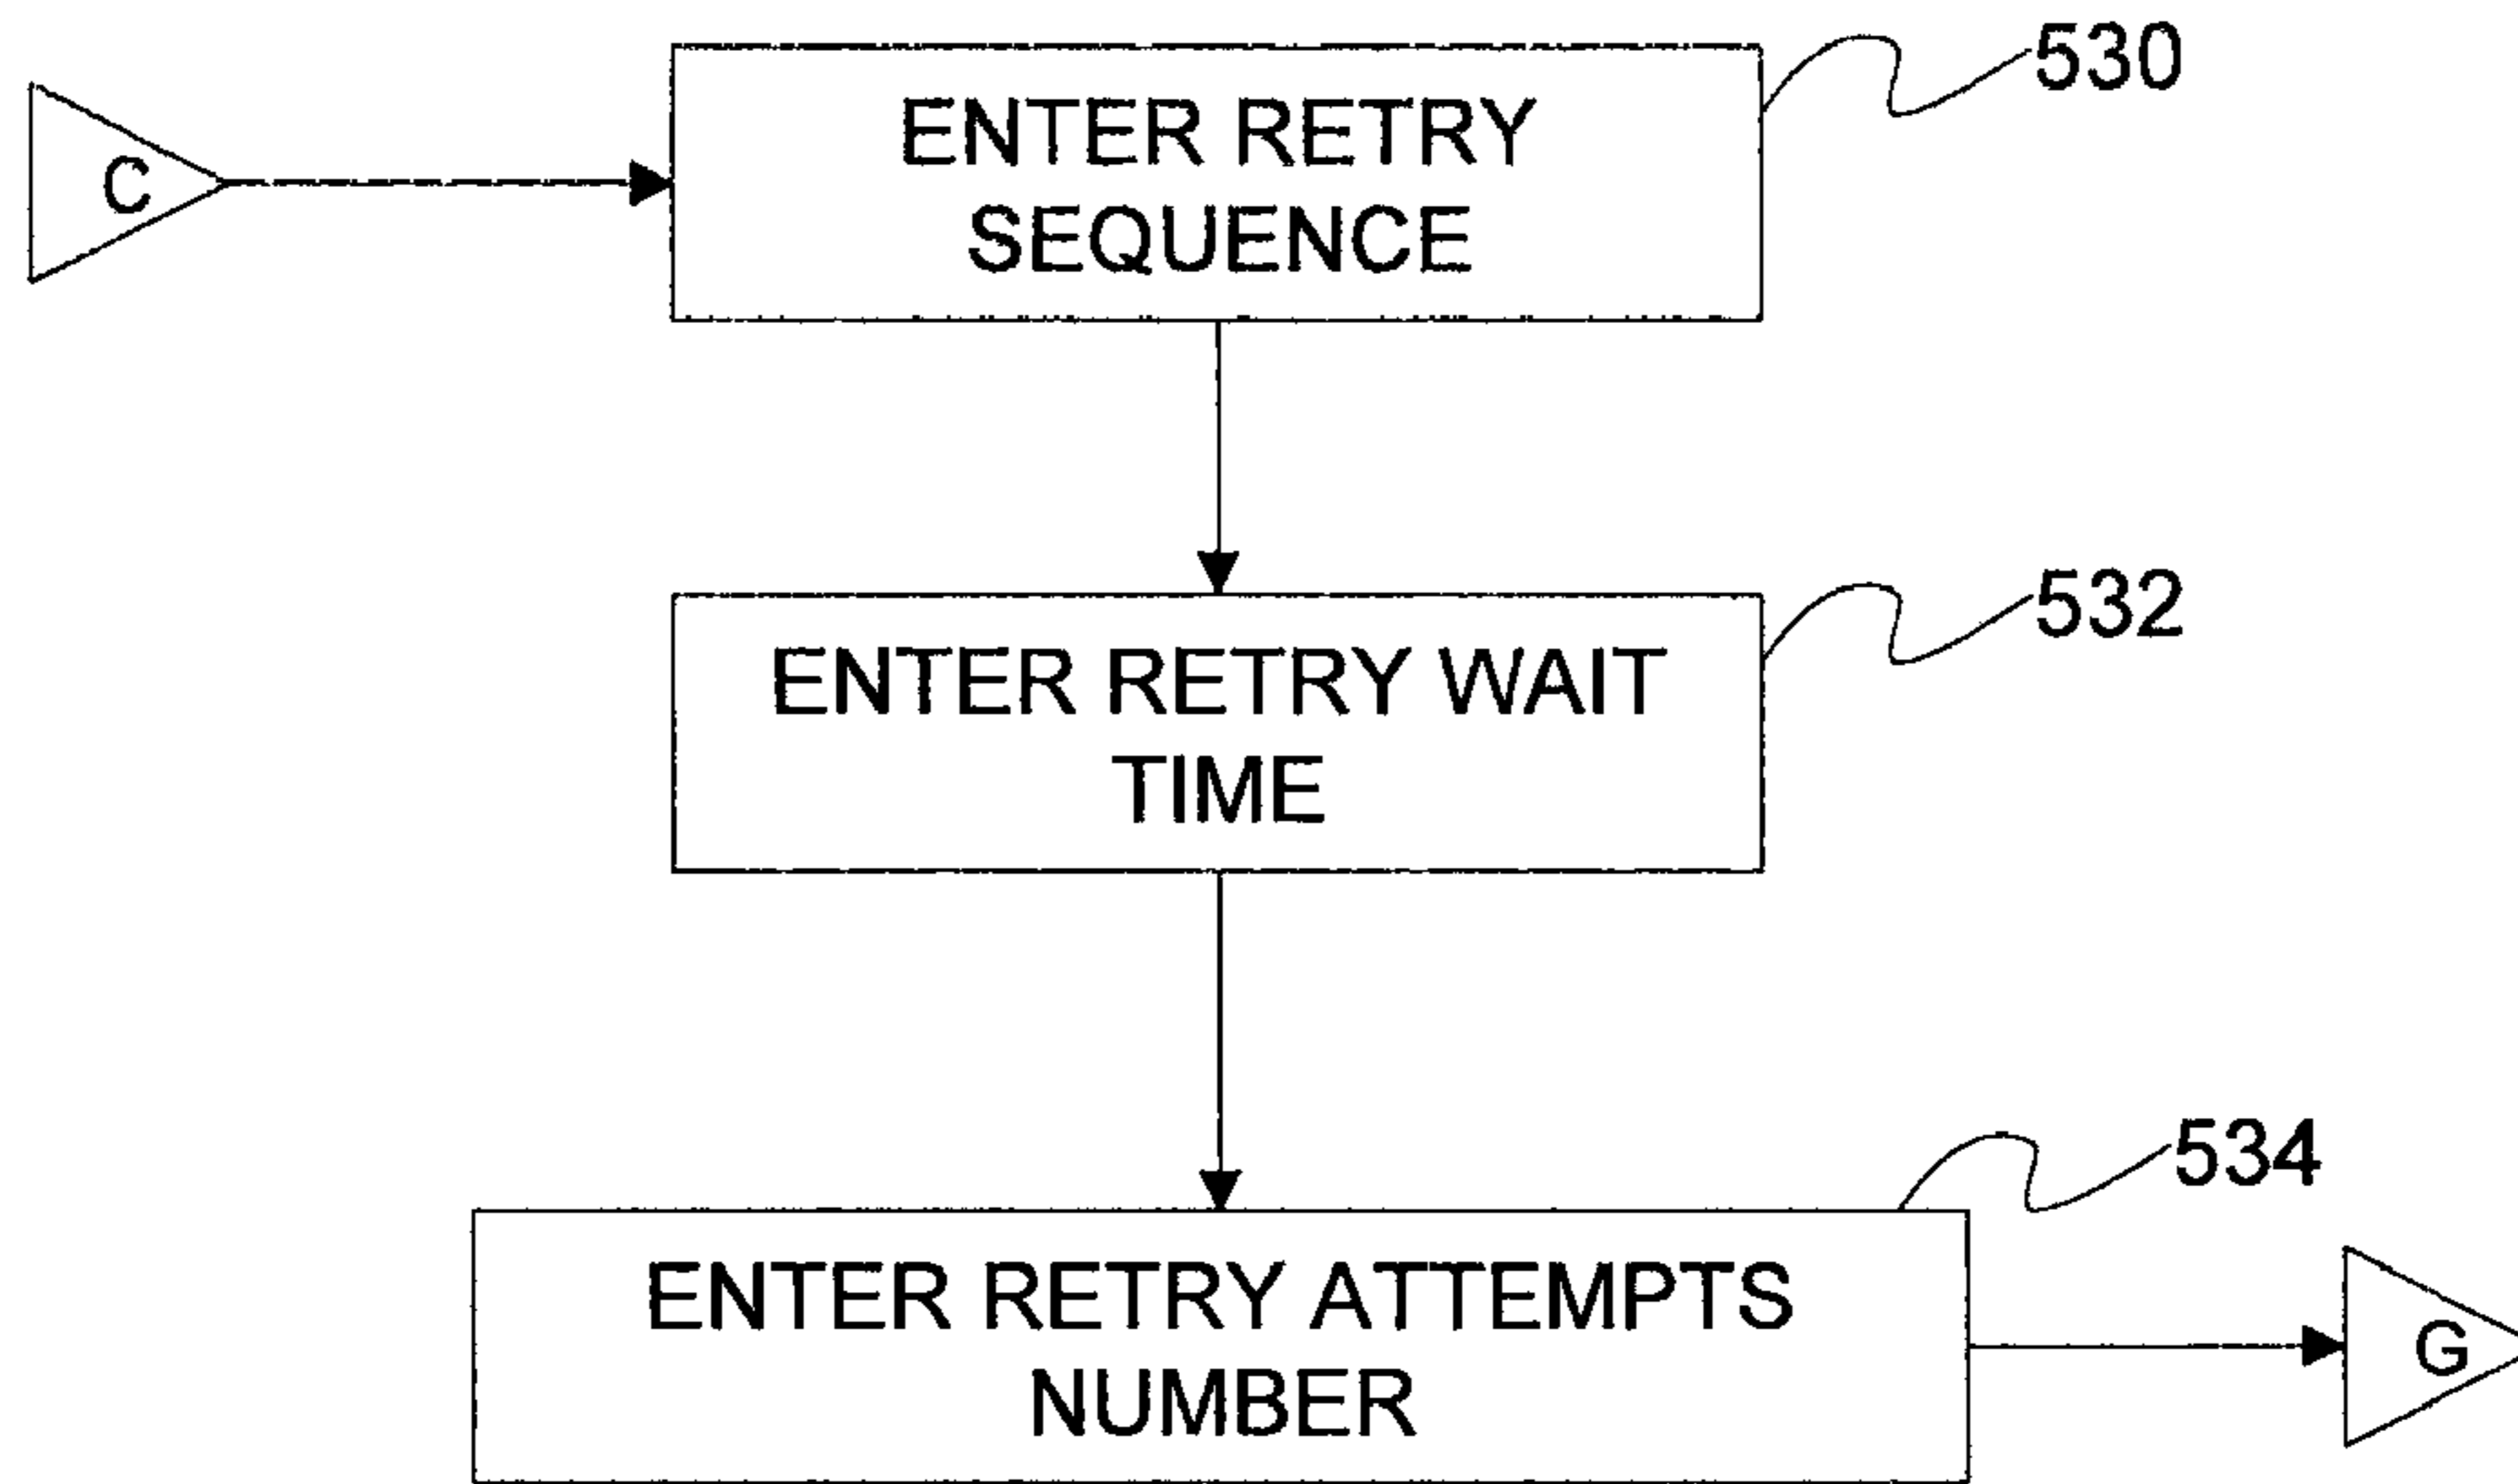 530
C
ENTER RETRY
SEQUENCE
532
ENTER RETRY WAIT
TIME
534
ENTER RETRY ATTEMPTS
NUMBER
G